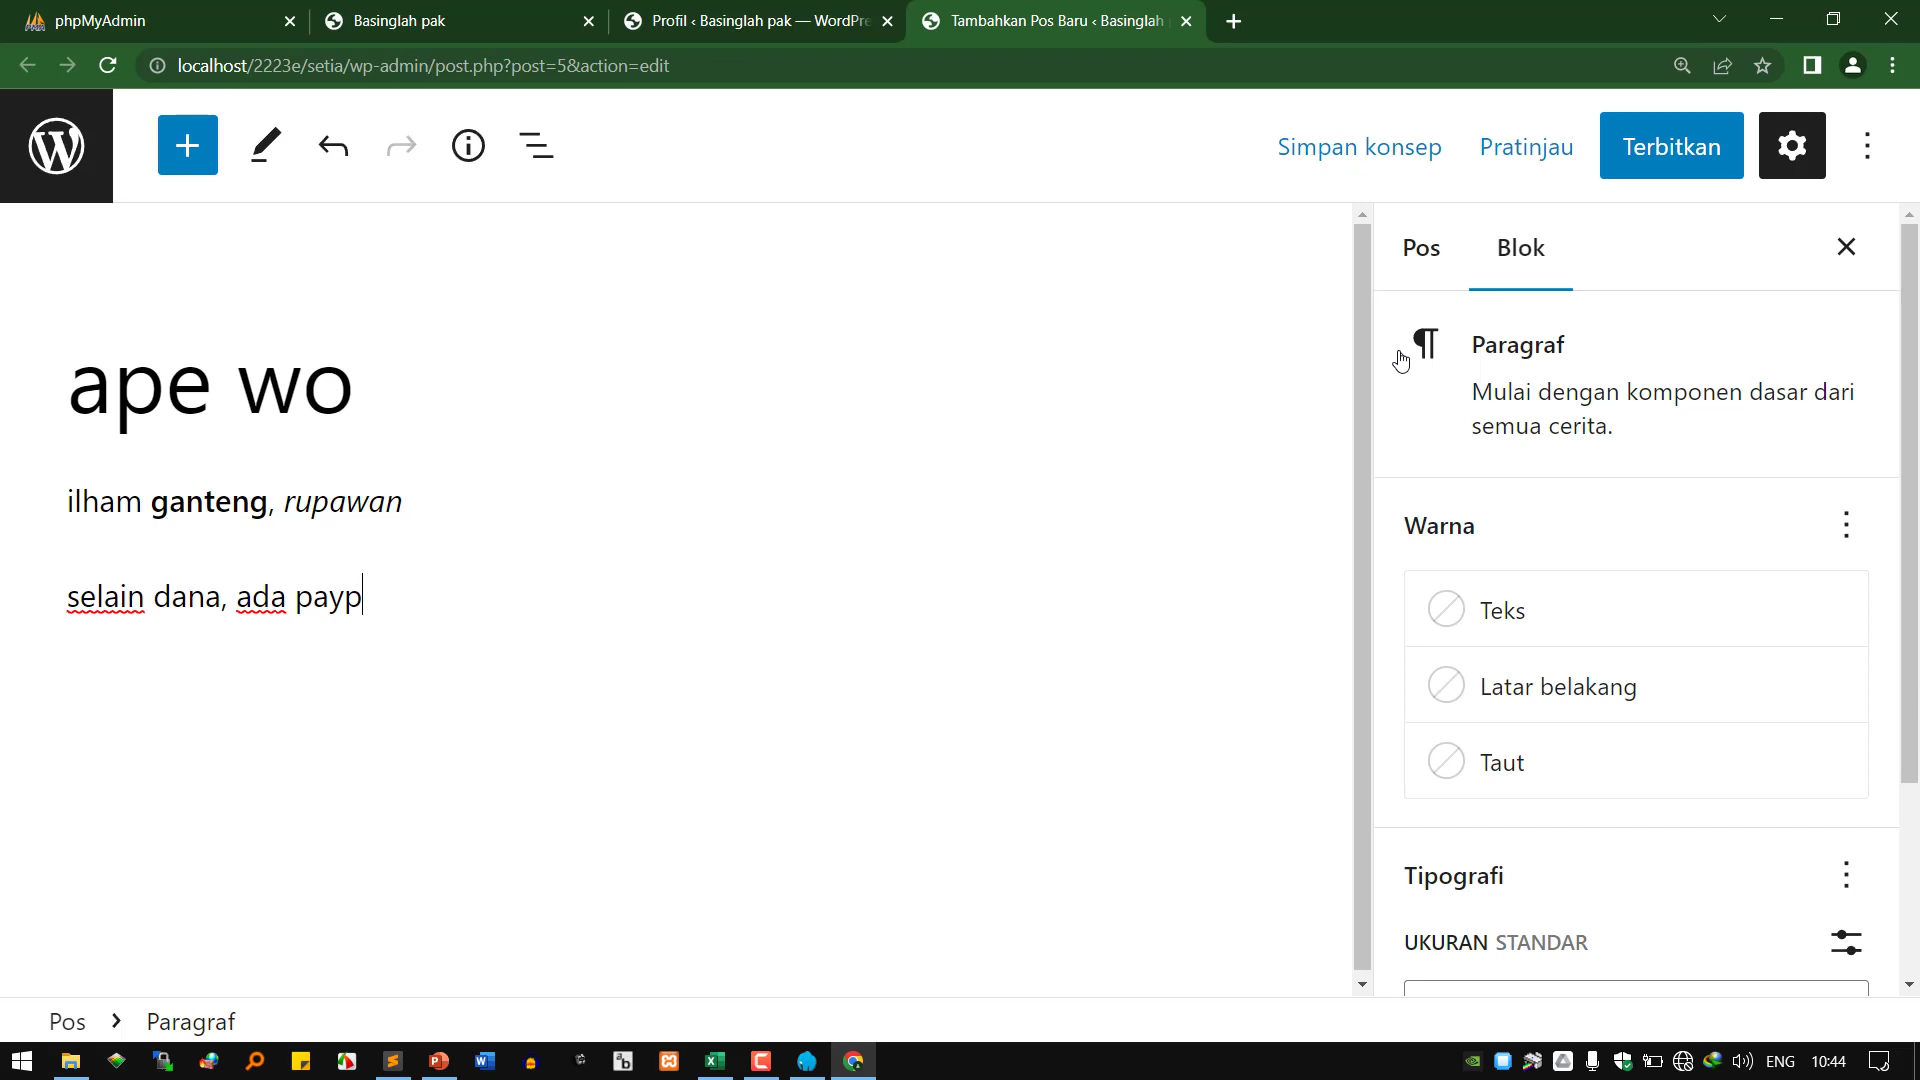 phpMyAdmin
Basinglah pak
Profil ‹ Basinglah pak — WordPre
Tambahkan Pos Baru ‹ Basinglah
localhost/2223e/setia/wp-admin/post.php?post=5&action=edit
Simpan konsep
Pratinjau
Terbitkan
Pos
Blok
Paragraf
Mulai dengan komponen dasar dari
semua cerita.
ape wo
ilham ganteng, rupawan
selain dana, ada payp
Warna
Teks
Latar belakang
Taut
Tipografi
UKURAN STANDAR
Pos
Paragraf
ENG
10:44